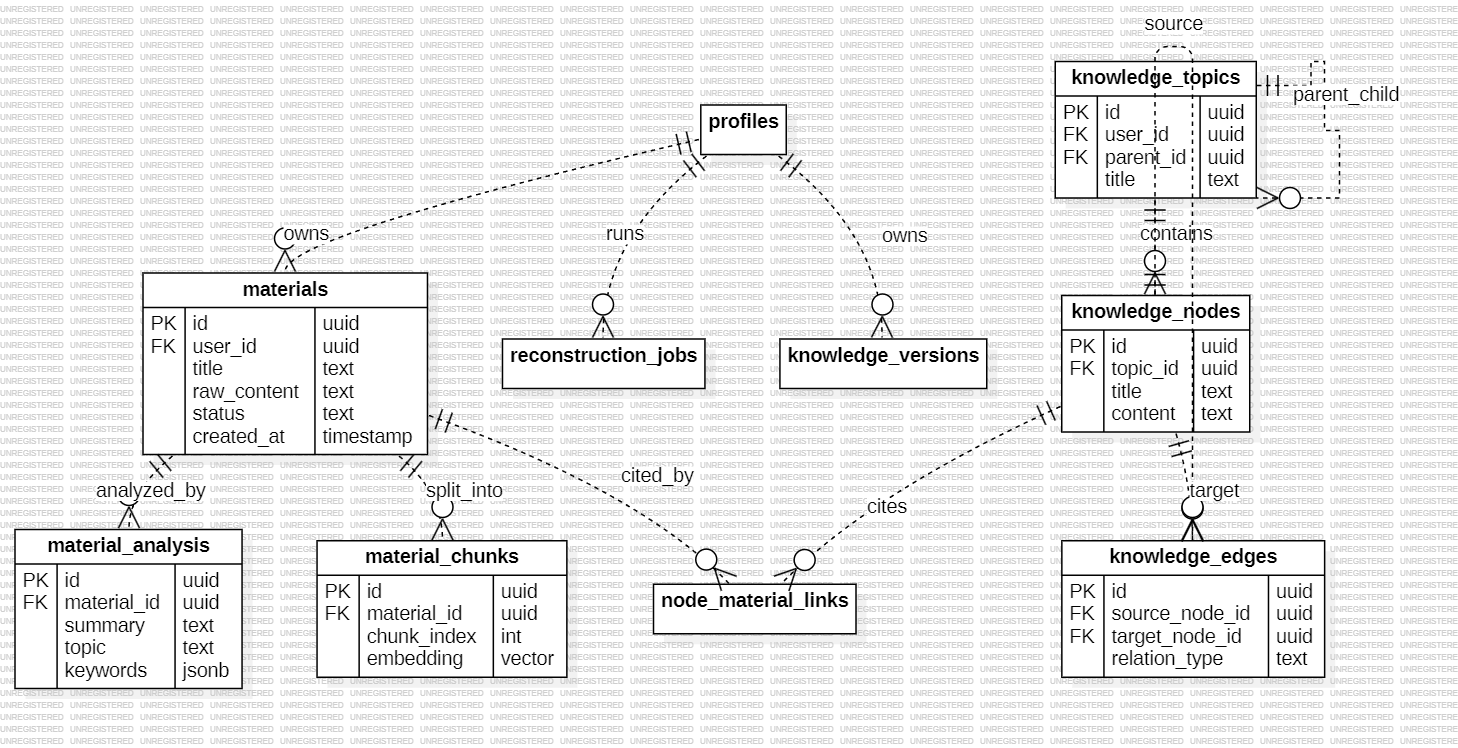 source
knowledge_topics
PK id uuid
FK user_id uuid
FK parent_id uuid
title text
parent_child
profiles
owns
runs
owns
contains
materials
PK id uuid
FK user_id uuid
title text
raw_content text
status text
created_at timestamp
reconstruction_jobs
knowledge_versions
knowledge_nodes
PK id uuid
FK topic_id uuid
title text
content text
analyzed_by
split_into
cited_by
cites
target
material_analysis
PK id uuid
FK material_id uuid
summary text
topic text
keywords jsonb
material_chunks
PK id uuid
FK material_id uuid
chunk_index int
embedding vector
node_material_links
knowledge_edges
PK id uuid
FK source_node_id uuid
FK target_node_id uuid
relation_type text
UNREGISTERED